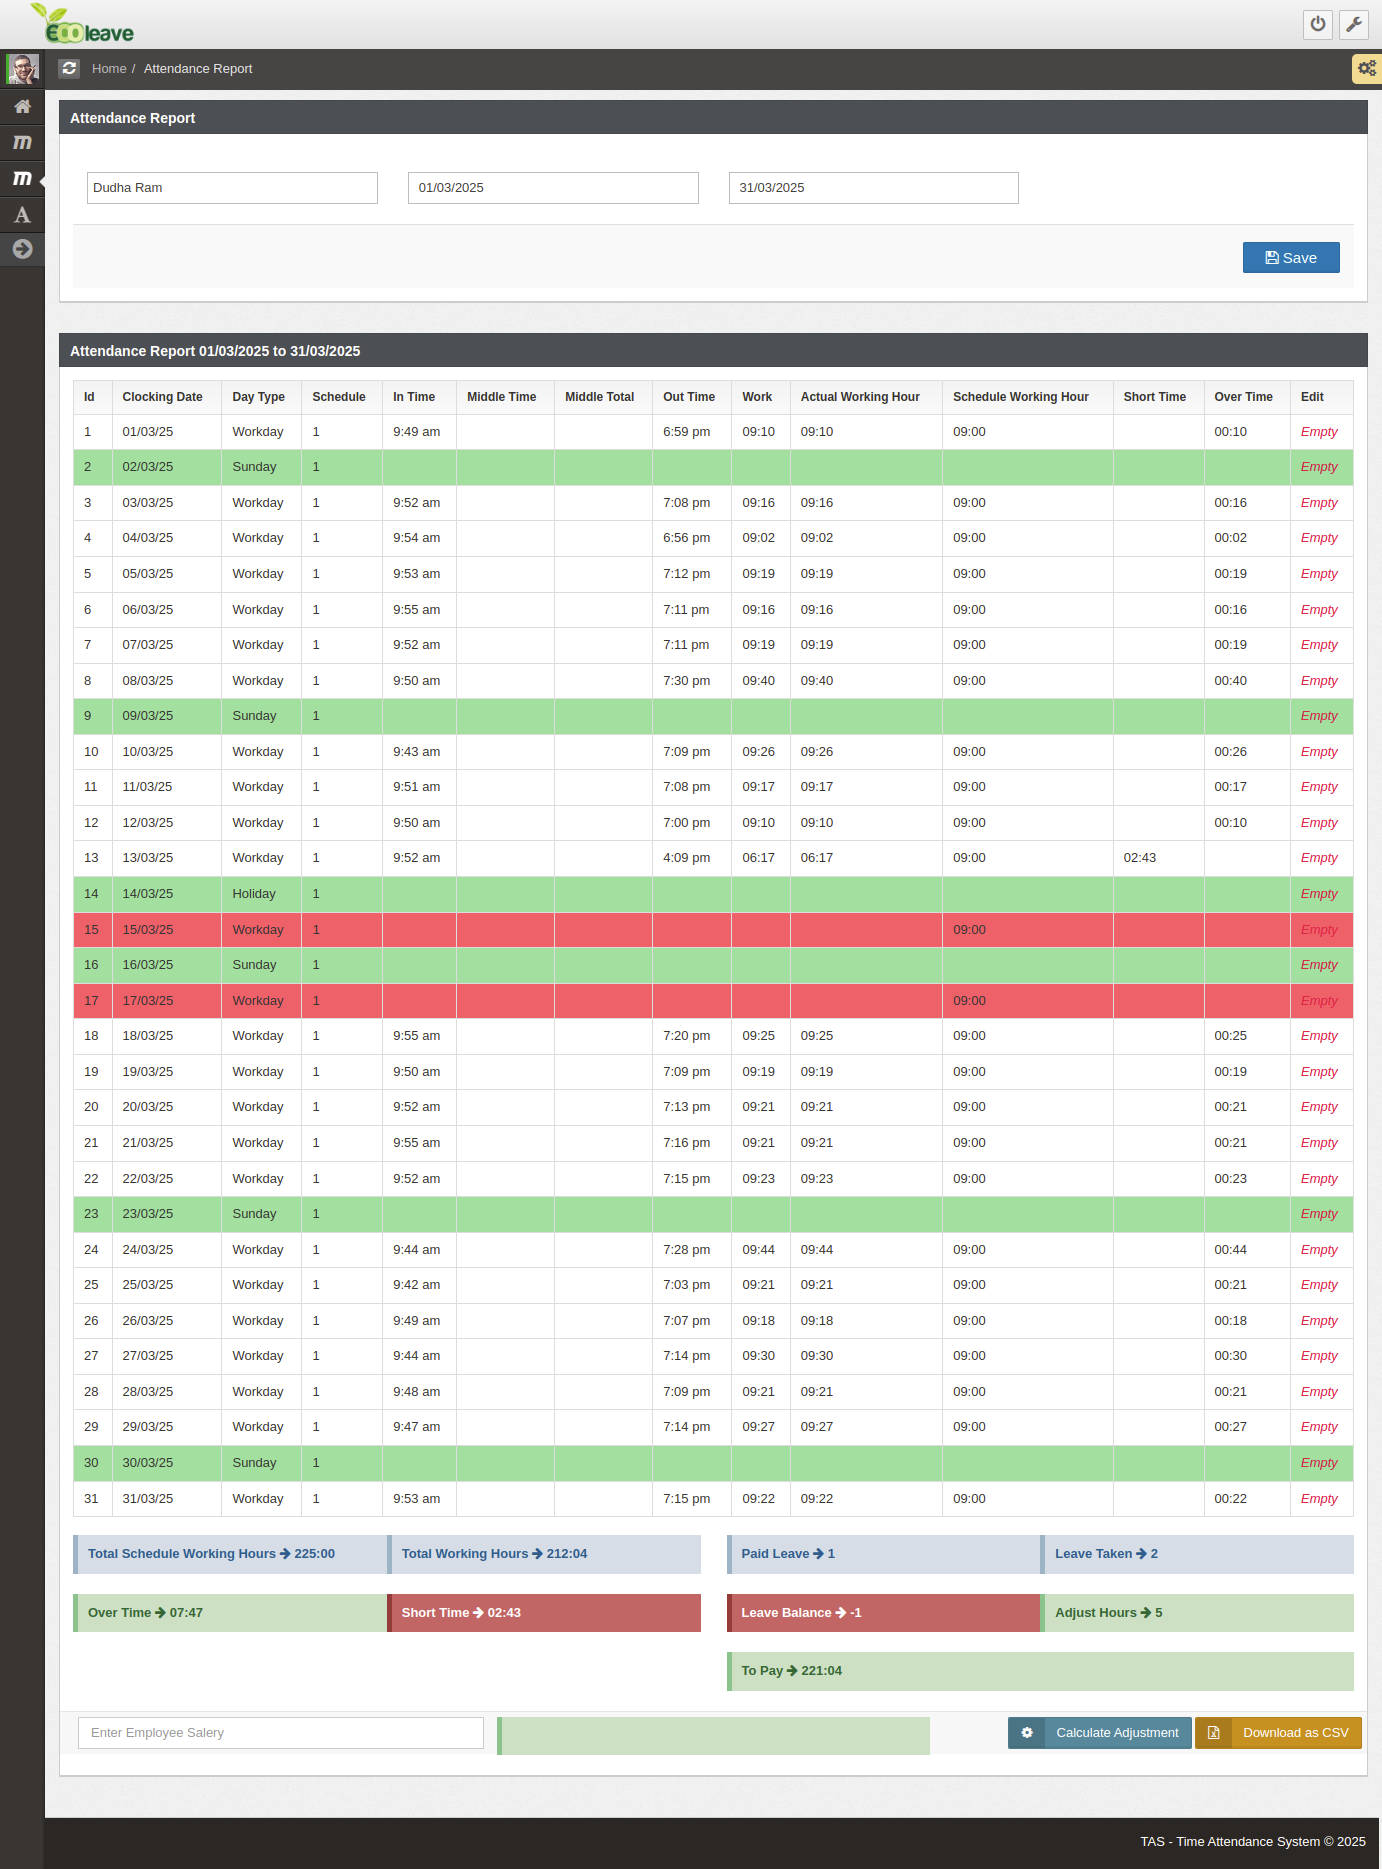 Ecoleave
Home / Attendance Report
Attendance Report
Dudha Ram 01/03/2025 31/03/2025
Save
Attendance Report 01/03/2025 to 31/03/2025
Id Clocking Date Day Type Schedule In Time Middle Time Middle Total Out Time Work Actual Working Hour Schedule Working Hour Short Time Over Time Edit
1 01/03/25 Workday 1 9:49 am 6:59 pm 09:10 09:10 09:00 00:10 Empty
2 02/03/25 Sunday 1 Empty
3 03/03/25 Workday 1 9:52 am 7:08 pm 09:16 09:16 09:00 00:16 Empty
4 04/03/25 Workday 1 9:54 am 6:56 pm 09:02 09:02 09:00 00:02 Empty
5 05/03/25 Workday 1 9:53 am 7:12 pm 09:19 09:19 09:00 00:19 Empty
6 06/03/25 Workday 1 9:55 am 7:11 pm 09:16 09:16 09:00 00:16 Empty
7 07/03/25 Workday 1 9:52 am 7:11 pm 09:19 09:19 09:00 00:19 Empty
8 08/03/25 Workday 1 9:50 am 7:30 pm 09:40 09:40 09:00 00:40 Empty
9 09/03/25 Sunday 1 Empty
10 10/03/25 Workday 1 9:43 am 7:09 pm 09:26 09:26 09:00 00:26 Empty
11 11/03/25 Workday 1 9:51 am 7:08 pm 09:17 09:17 09:00 00:17 Empty
12 12/03/25 Workday 1 9:50 am 7:00 pm 09:10 09:10 09:00 00:10 Empty
13 13/03/25 Workday 1 9:52 am 4:09 pm 06:17 06:17 09:00 02:43 Empty
14 14/03/25 Holiday 1 Empty
15 15/03/25 Workday 1 09:00 Empty
16 16/03/25 Sunday 1 Empty
17 17/03/25 Workday 1 09:00 Empty
18 18/03/25 Workday 1 9:55 am 7:20 pm 09:25 09:25 09:00 00:25 Empty
19 19/03/25 Workday 1 9:50 am 7:09 pm 09:19 09:19 09:00 00:19 Empty
20 20/03/25 Workday 1 9:52 am 7:13 pm 09:21 09:21 09:00 00:21 Empty
21 21/03/25 Workday 1 9:55 am 7:16 pm 09:21 09:21 09:00 00:21 Empty
22 22/03/25 Workday 1 9:52 am 7:15 pm 09:23 09:23 09:00 00:23 Empty
23 23/03/25 Sunday 1 Empty
24 24/03/25 Workday 1 9:44 am 7:28 pm 09:44 09:44 09:00 00:44 Empty
25 25/03/25 Workday 1 9:42 am 7:03 pm 09:21 09:21 09:00 00:21 Empty
26 26/03/25 Workday 1 9:49 am 7:07 pm 09:18 09:18 09:00 00:18 Empty
27 27/03/25 Workday 1 9:44 am 7:14 pm 09:30 09:30 09:00 00:30 Empty
28 28/03/25 Workday 1 9:48 am 7:09 pm 09:21 09:21 09:00 00:21 Empty
29 29/03/25 Workday 1 9:47 am 7:14 pm 09:27 09:27 09:00 00:27 Empty
30 30/03/25 Sunday 1 Empty
31 31/03/25 Workday 1 9:53 am 7:15 pm 09:22 09:22 09:00 00:22 Empty
Total Schedule Working Hours → 225:00 Total Working Hours → 212:04 Paid Leave → 1 Leave Taken → 2
Over Time → 07:47 Short Time → 02:43 Leave Balance → -1 Adjust Hours → 5
To Pay → 221:04
Enter Employee Salery Calculate Adjustment Download as CSV
TAS - Time Attendance System © 2025